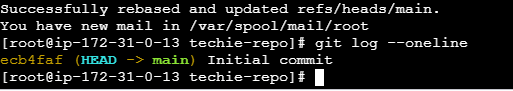 Successfully rebased and updated refs/heads/main.
You have new mail in /var/spool/mail/root
[root@ip-172-31-0-13 techie-repo]# git log --oneline
ecb4faf (HEAD -> main) Initial commit
[root@ip-172-31-0-13 techie-repo]#